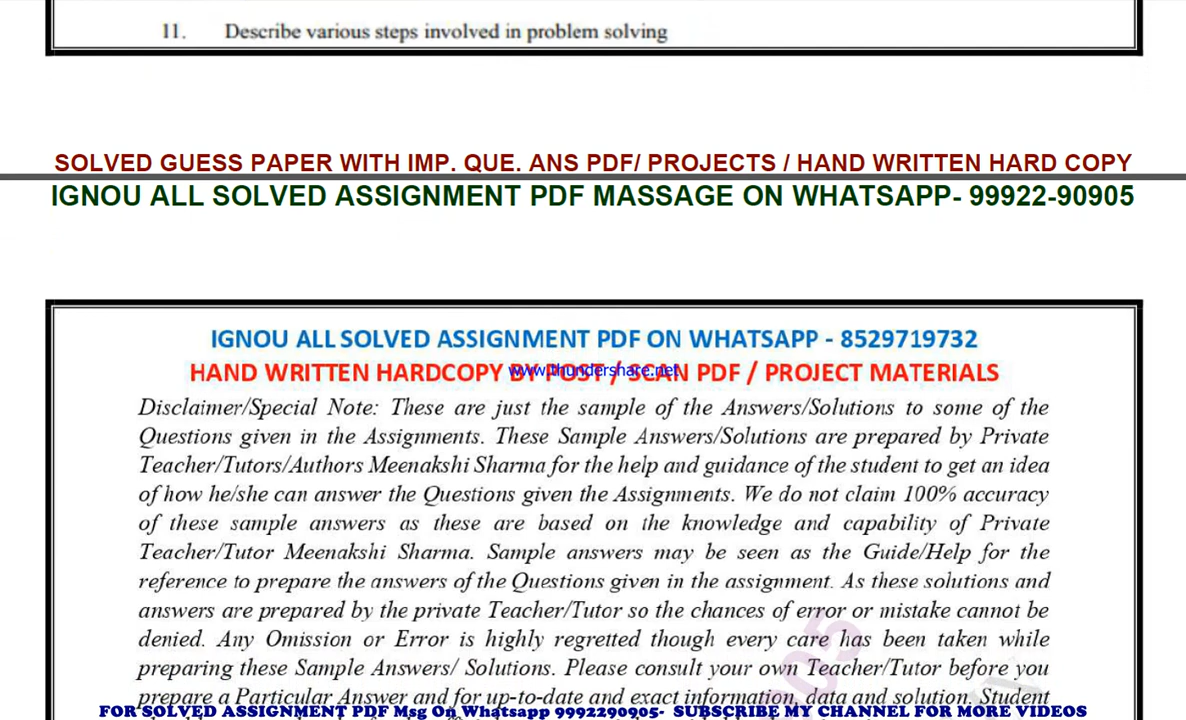 11. Describe various steps involved in problem solving
SOLVED GUESS PAPER WITH IMP. QUE. ANS PDF/ PROJECTS / HAND WRITTEN HARD COPY
IGNOU ALL SOLVED ASSIGNMENT PDF MASSAGE ON WHATSAPP- 99922-90905
IGNOU ALL SOLVED ASSIGNMENT PDF ON WHATSAPP - 8529719732
HAND WRITTEN HARDCOPY BY POST / SCAN PDF / PROJECT MATERIALS
www.thundershare.net
Disclaimer/Special Note: These are just the sample of the Answers/Solutions to some of the
Questions given in the Assignments. These Sample Answers/Solutions are prepared by Private
Teacher/Tutors/Authors Meenakshi Sharma for the help and guidance of the student to get an idea
of how he/she can answer the Questions given the Assignments. We do not claim 100% accuracy
of these sample answers as these are based on the knowledge and capability of Private
Teacher/Tutor Meenakshi Sharma. Sample answers may be seen as the Guide/Help for the
reference to prepare the answers of the Questions given in the assignment. As these solutions and
answers are prepared by the private Teacher/Tutor so the chances of error or mistake cannot be
denied. Any Omission or Error is highly regretted though every care has been taken while
preparing these Sample Answers/ Solutions. Please consult your own Teacher/Tutor before you
prepare a Particular Answer and for up-to-date and exact information, data and solution. Student
FOR SOLVED ASSIGNMENT PDF Msg On Whatsapp 9992290905- SUBSCRIBE MY CHANNEL FOR MORE VIDEOS